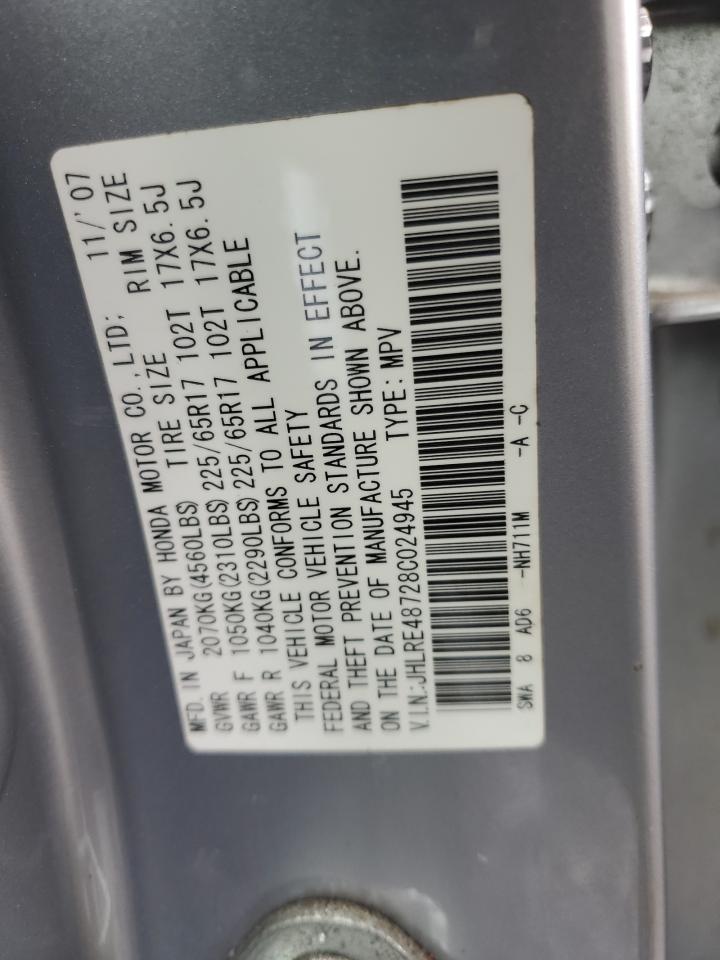 MFD. IN JAPAN BY HONDA MOTOR CO., LTD; 11/'07
GVWR 2070KG(4560LBS) TIRE SIZE RIM SIZE
GAWR F 1050KG(2310LBS) 225/65R17 102T 17X6.5J
GAWR R 1040KG(2290LBS) 225/65R17 102T 17X6.5J
THIS VEHICLE CONFORMS TO ALL APPLICABLE
FEDERAL MOTOR VEHICLE SAFETY
AND THEFT PREVENTION STANDARDS IN EFFECT
ON THE DATE OF MANUFACTURE SHOWN ABOVE.
V.I.N.:JHLRE48728C024945 TYPE: MPV
SWA 8 AD6 -NH711M -A -C